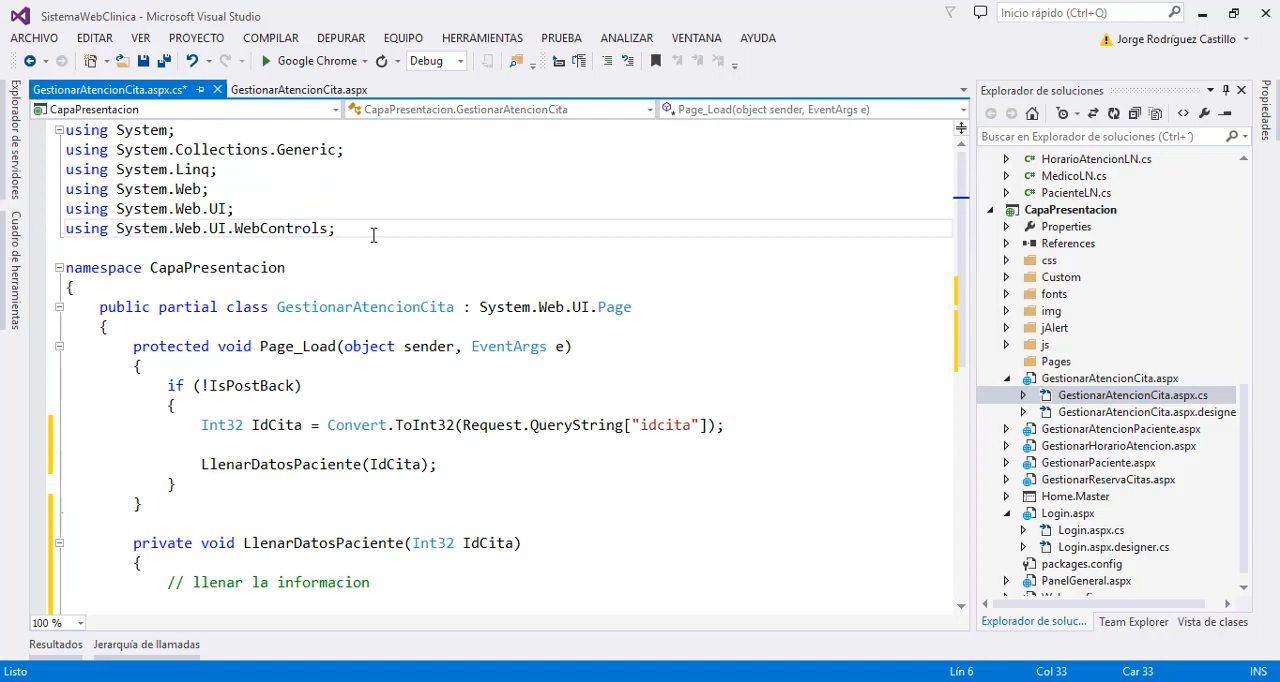 SistemaWebClinica - Microsoft Visual Studio
Inicio rápido (Ctrl+Q)
ARCHIVO EDITAR VER PROYECTO COMPILAR DEPURAR EQUIPO HERRAMIENTAS PRUEBA ANALIZAR VENTANA AYUDA
Jorge Rodríguez Castillo
Google Chrome Debug
GestionarAtencionCita.aspx.cs* GestionarAtencionCita.aspx
CapaPresentacion CapaPresentacion.GestionarAtencionCita Page_Load(object sender, EventArgs e)
Explorador de servidores
Cuadro de herramientas
using System;
using System.Collections.Generic;
using System.Linq;
using System.Web;
using System.Web.UI;
using System.Web.UI.WebControls;
namespace CapaPresentacion
{
public partial class GestionarAtencionCita : System.Web.UI.Page
{
protected void Page_Load(object sender, EventArgs e)
{
if (!IsPostBack)
{
Int32 IdCita = Convert.ToInt32(Request.QueryString["idcita"]);
LlenarDatosPaciente(IdCita);
}
}
private void LlenarDatosPaciente(Int32 IdCita)
{
// llenar la informacion
100 %
Resultados Jerarquía de llamadas
Explorador de soluciones
Buscar en Explorador de soluciones (Ctrl+´)
HorarioAtencionLN.cs
MedicoLN.cs
PacienteLN.cs
CapaPresentacion
Properties
References
css
Custom
fonts
img
jAlert
js
Pages
GestionarAtencionCita.aspx
GestionarAtencionCita.aspx.cs
GestionarAtencionCita.aspx.designe
GestionarAtencionPaciente.aspx
GestionarHorarioAtencion.aspx
GestionarPaciente.aspx
GestionarReservaCitas.aspx
Home.Master
Login.aspx
Login.aspx.cs
Login.aspx.designer.cs
packages.config
PanelGeneral.aspx
Explorador de soluc... Team Explorer Vista de clases
Propiedades
Listo Lín 6 Col 33 Car 33 INS